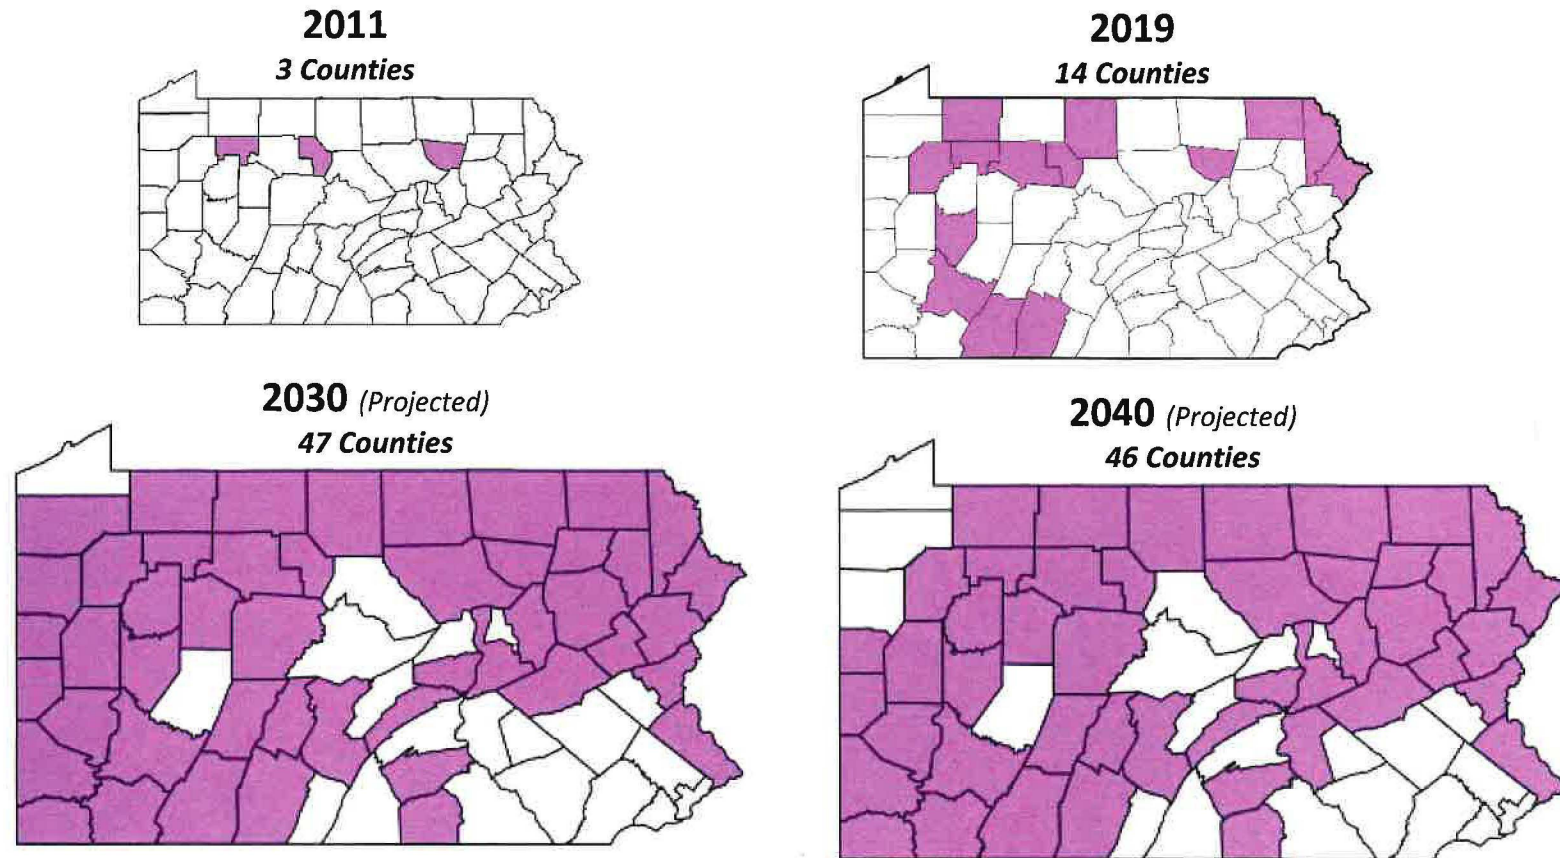 2011
3 Counties
2019
14 Counties
2030 (Projected)
47 Counties
2040 (Projected)
46 Counties